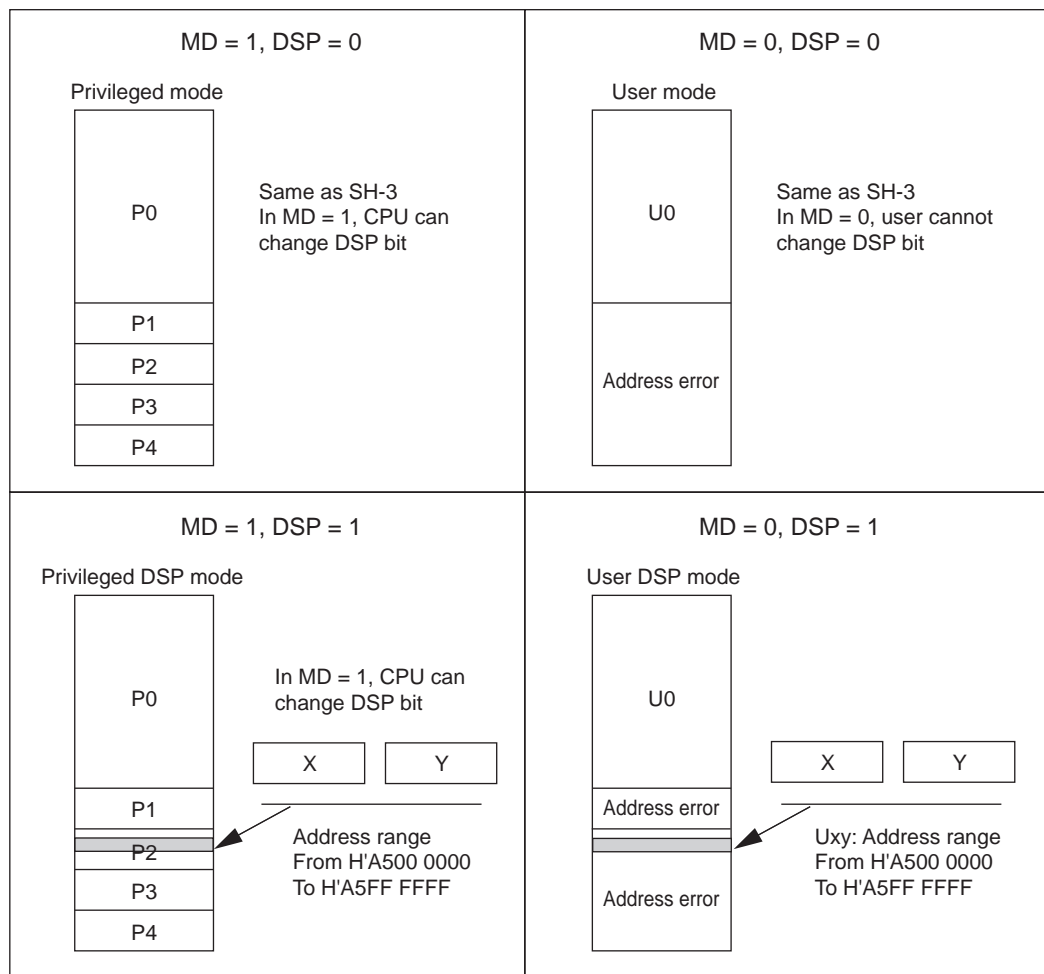 MD = 1, DSP = 0
Privileged mode
P0
Same as SH-3
In MD = 1, CPU can
change DSP bit
P1
P2
P3
P4
MD = 0, DSP = 0
User mode
U0
Same as SH-3
In MD = 0, user cannot
change DSP bit
Address error
MD = 1, DSP = 1
Privileged DSP mode
P0
In MD = 1, CPU can
change DSP bit
X
Y
P1
P2
Address range
From H'A500 0000
To H'A5FF FFFF
P3
P4
MD = 0, DSP = 1
User DSP mode
U0
X
Y
Address error
Uxy: Address range
From H'A500 0000
To H'A5FF FFFF
Address error